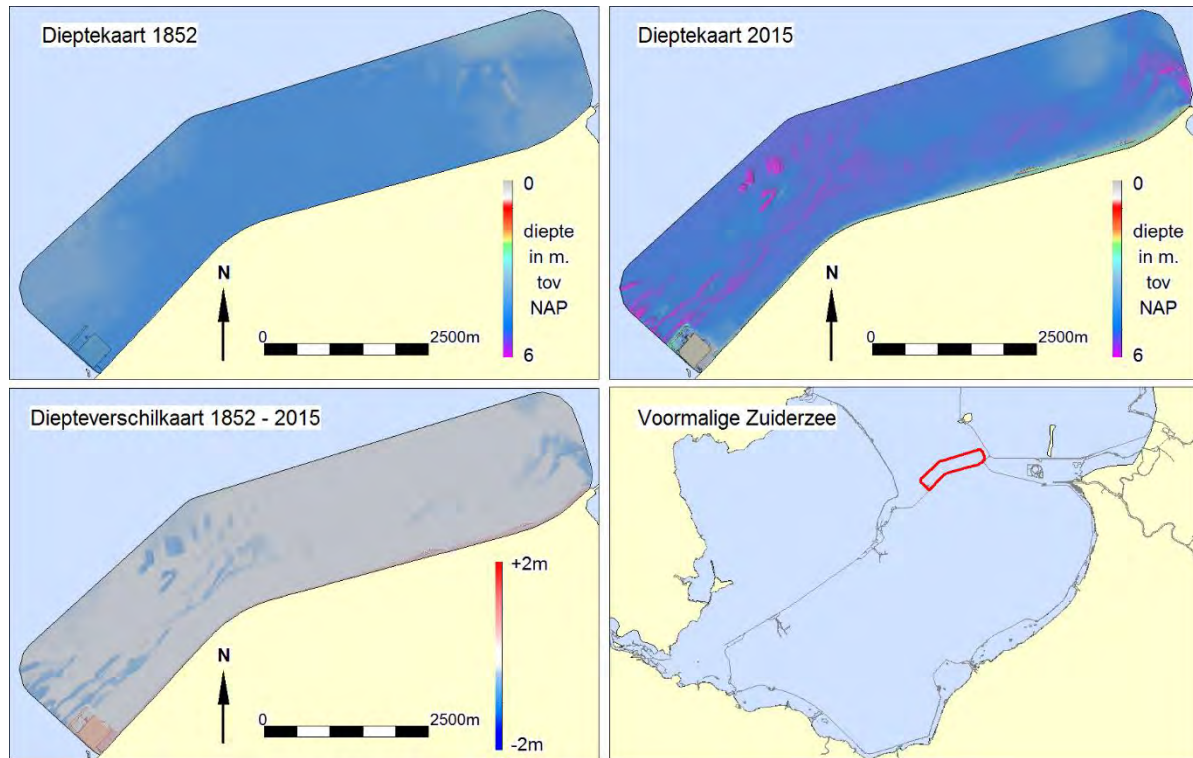 Dieptekaart 1852
0
diepte
in m.
tov
NAP
6
N
0
2500m
Dieptekaart 2015
0
diepte
in m.
tov
NAP
6
N
0
2500m
Diepteverschilkaart 1852 - 2015
+2m
-2m
N
0
2500m
Voormalige Zuiderzee